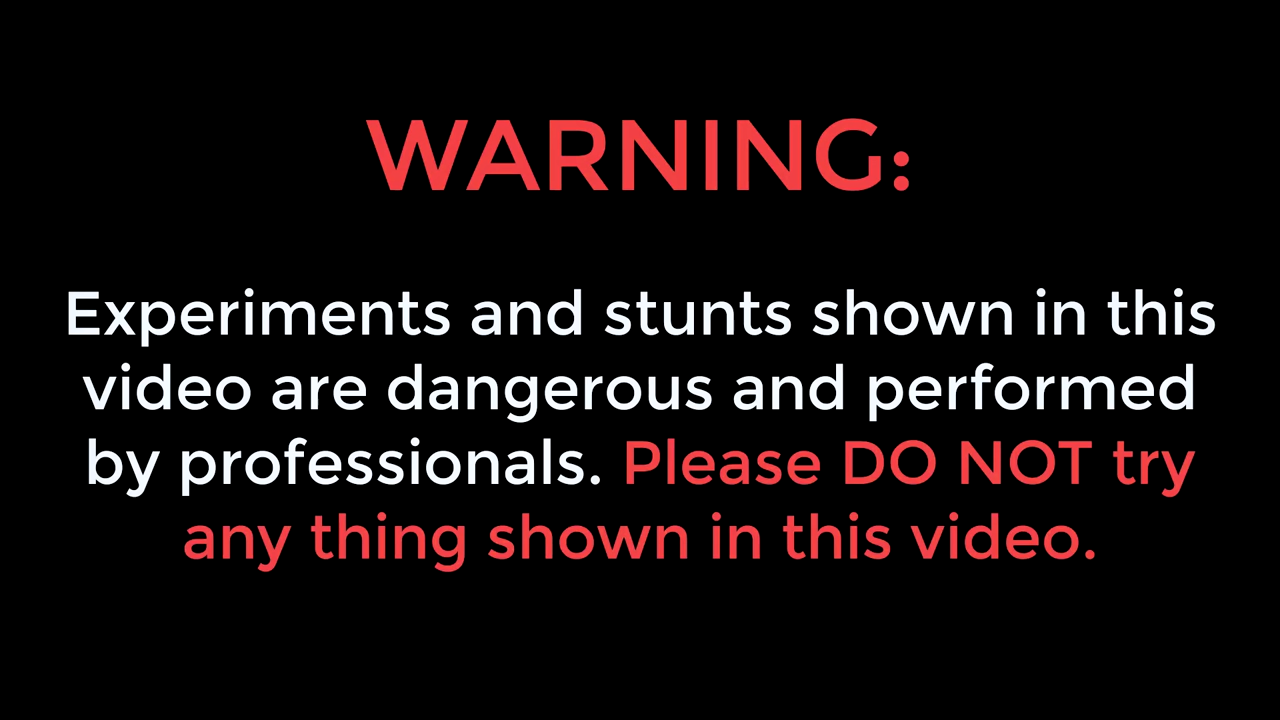 WARNING:
Experiments and stunts shown in this
video are dangerous and performed
by professionals. Please DO NOT try
any thing shown in this video.